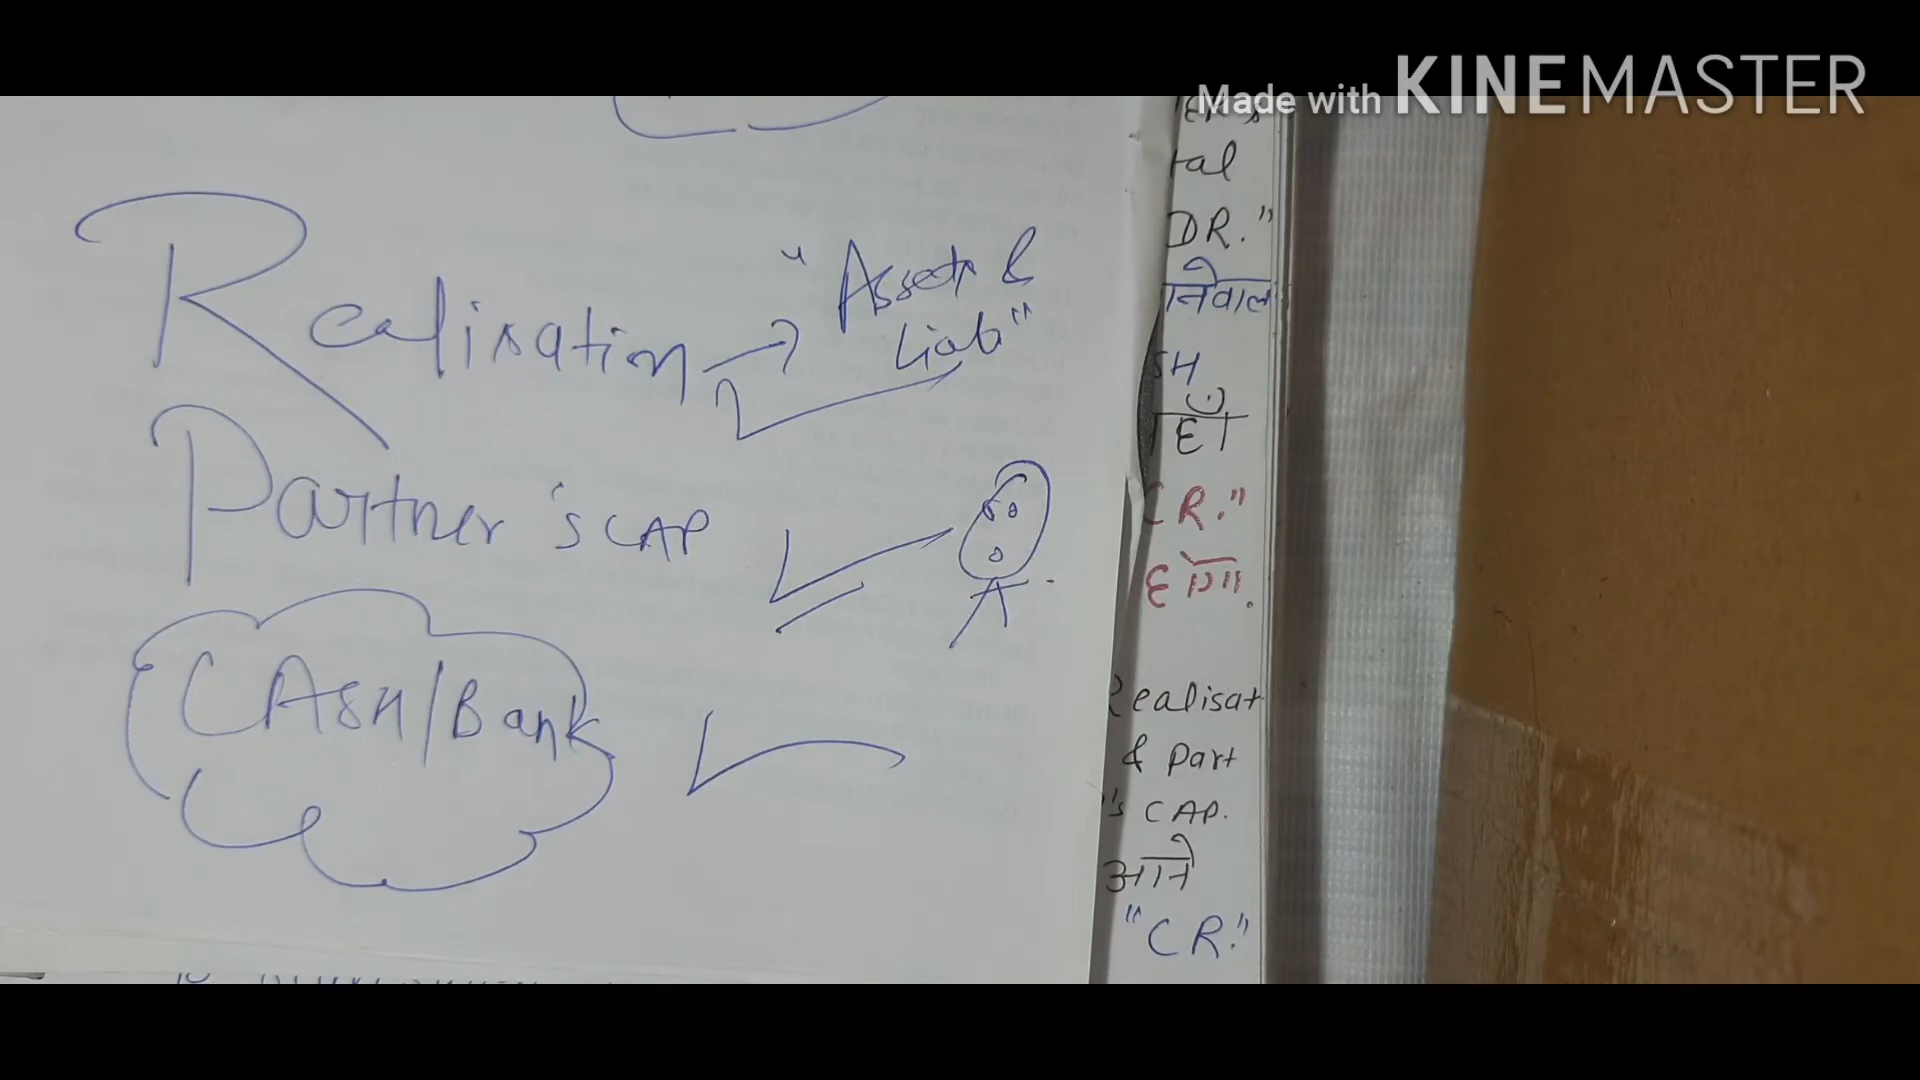 Made with KINEMASTER
Realisation → "Assets &
Liab"
Partner's CAP
CASH/Bank
tal
DR."
SH
CR."
Realisat
& Part
's CAP.
आने
"CR."